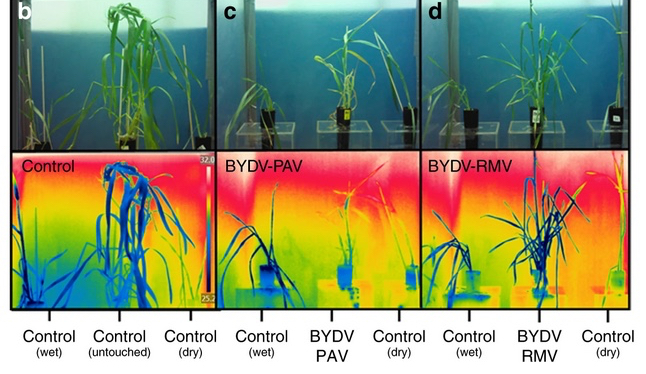 b
c
d
Control
32.0
25.2
BYDV-PAV
BYDV-RMV
Control
(wet)
Control
(untouched)
Control
(dry)
Control
(wet)
BYDV
PAV
Control
(dry)
Control
(wet)
BYDV
RMV
Control
(dry)